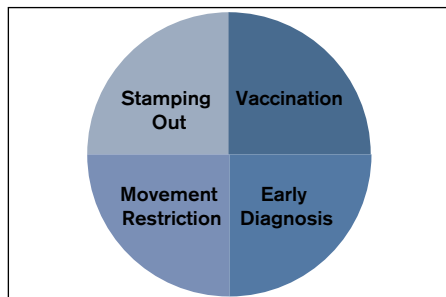 Stamping
Out
Vaccination
Movement
Restriction
Early
Diagnosis